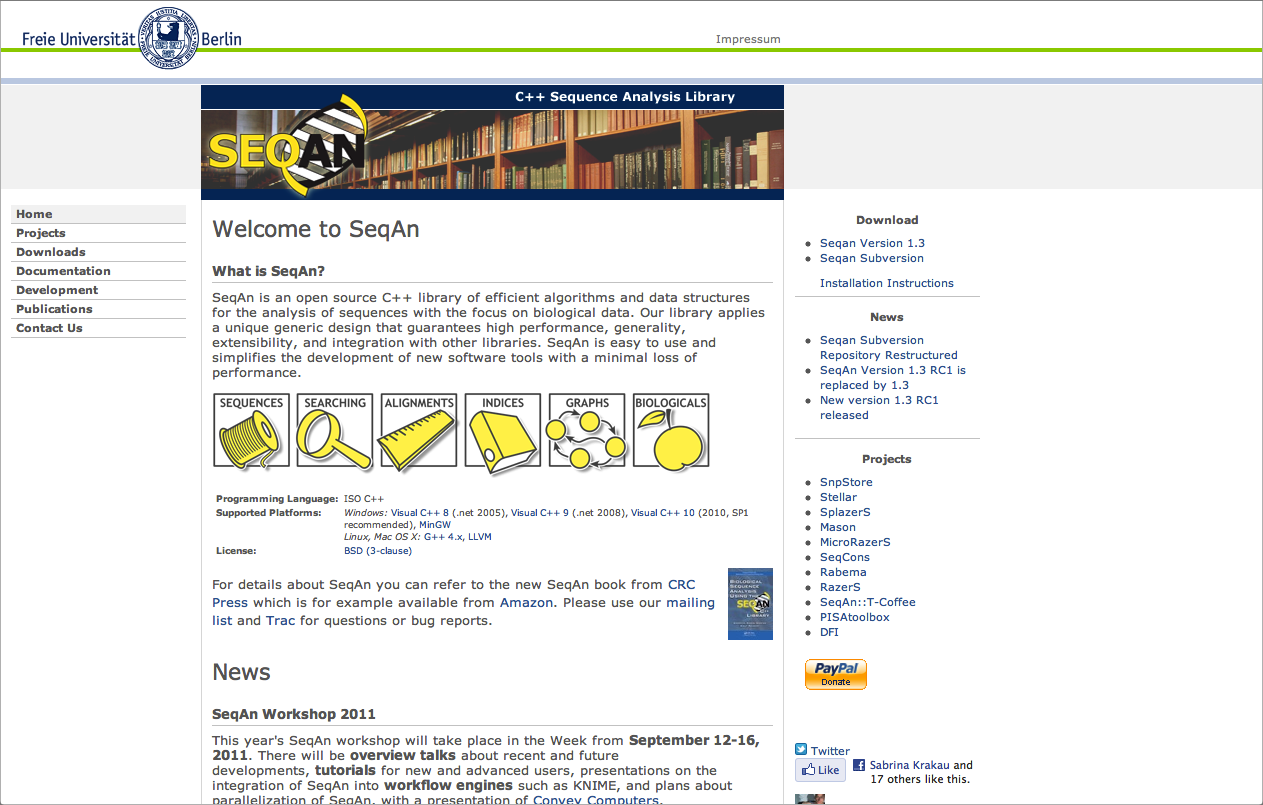 Freie Universität Berlin
Impressum
C++ Sequence Analysis Library
SEQAN
Home
Projects
Downloads
Documentation
Development
Publications
Contact Us
Welcome to SeqAn
What is SeqAn?
SeqAn is an open source C++ library of efficient algorithms and data structures
for the analysis of sequences with the focus on biological data. Our library applies
a unique generic design that guarantees high performance, generality,
extensibility, and integration with other libraries. SeqAn is easy to use and
simplifies the development of new software tools with a minimal loss of
performance.
SEQUENCES SEARCHING ALIGNMENTS INDICES GRAPHS BIOLOGICALS
Programming Language: ISO C++
Supported Platforms: Windows: Visual C++ 8 (.net 2005), Visual C++ 9 (.net 2008), Visual C++ 10 (2010, SP1
recommended), MinGW
Linux, Mac OS X: G++ 4.x, LLVM
License: BSD (3-clause)
For details about SeqAn you can refer to the new SeqAn book from CRC
Press which is for example available from Amazon. Please use our mailing
list and Trac for questions or bug reports.
BIOLOGICAL
SEQUENCE
ANALYSIS
USING THE
SEQAN
C++
LIBRARY
News
SeqAn Workshop 2011
This year's SeqAn workshop will take place in the Week from September 12-16,
2011. There will be overview talks about recent and future
developments, tutorials for new and advanced users, presentations on the
integration of SeqAn into workflow engines such as KNIME, and plans about
parallelization of SeqAn, with a presentation of Convey Computers.
Download
Seqan Version 1.3
Seqan Subversion
Installation Instructions
News
Seqan Subversion
Repository Restructured
SeqAn Version 1.3 RC1 is
replaced by 1.3
New version 1.3 RC1
released
Projects
SnpStore
Stellar
SplazerS
Mason
MicroRazerS
SeqCons
Rabema
RazerS
SeqAn::T-Coffee
PISAtoolbox
DFI
PayPal
Donate
Twitter
Like
Sabrina Krakau and
17 others like this.